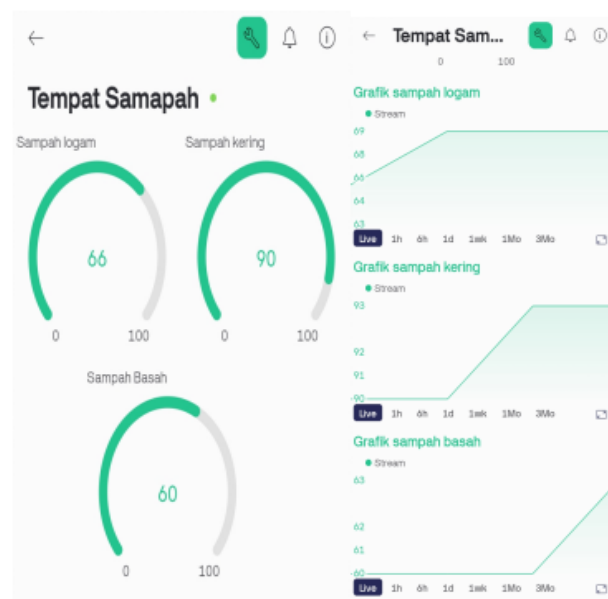 Tempat Samapah
Sampah logam
Sampah kering
66
90
0
100
0
100
Sampah Basah
60
0
100
Tempat Sam...
0
100
Grafik sampah logam
Stream
69
68
66
64
63
Live 1h 6h 1d 1wk 1Mo 3Mo
Grafik sampah kering
Stream
93
92
91
90
Live 1h 6h 1d 1wk 1Mo 3Mo
Grafik sampah basah
Stream
63
62
61
60
Live 1h 6h 1d 1wk 1Mo 3Mo